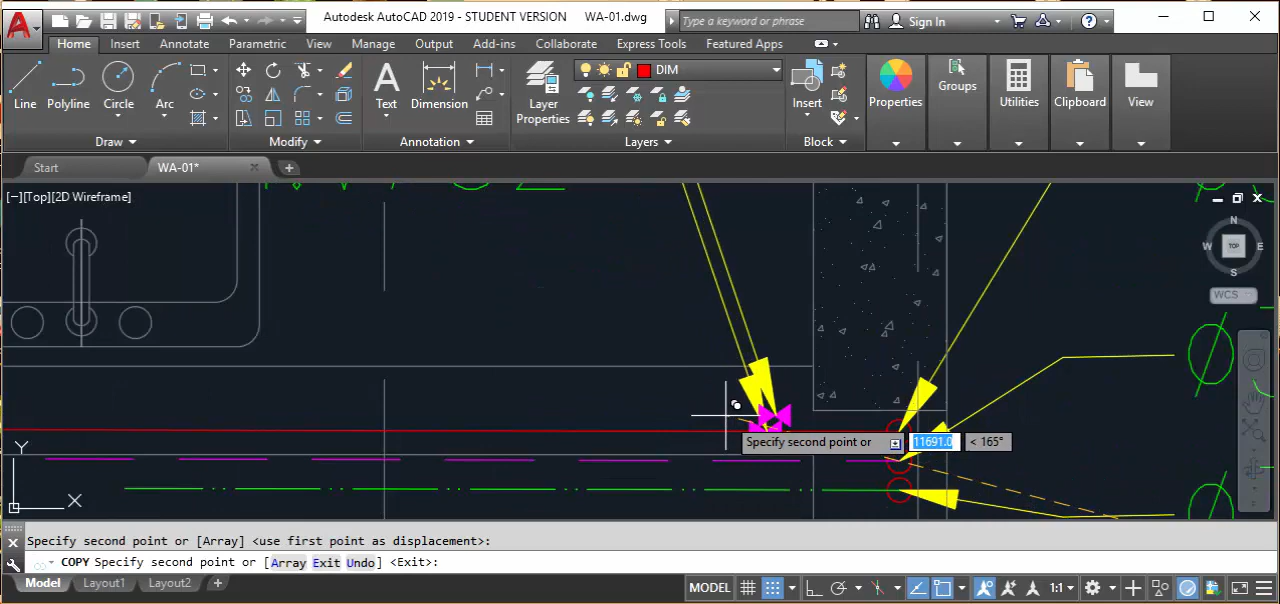 Autodesk AutoCAD 2019 - STUDENT VERSION WA-01.dwg Type a keyword or phrase Sign In
Home Insert Annotate Parametric View Manage Output Add-ins Collaborate Express Tools Featured Apps
DIM
Line Polyline Circle Arc Text Dimension Layer Properties Insert Properties Groups Utilities Clipboard View
Draw Modify Annotation Layers Block
Start WA-01* +
[−][Top][2D Wireframe]
N
W TOP E
S
WCS
Specify second point or 11691.0 < 165°
Y
X
Specify second point or [Array] <use first point as displacement>:
COPY Specify second point or [Array Exit Undo] <Exit>:
Model Layout1 Layout2 + MODEL 1:1